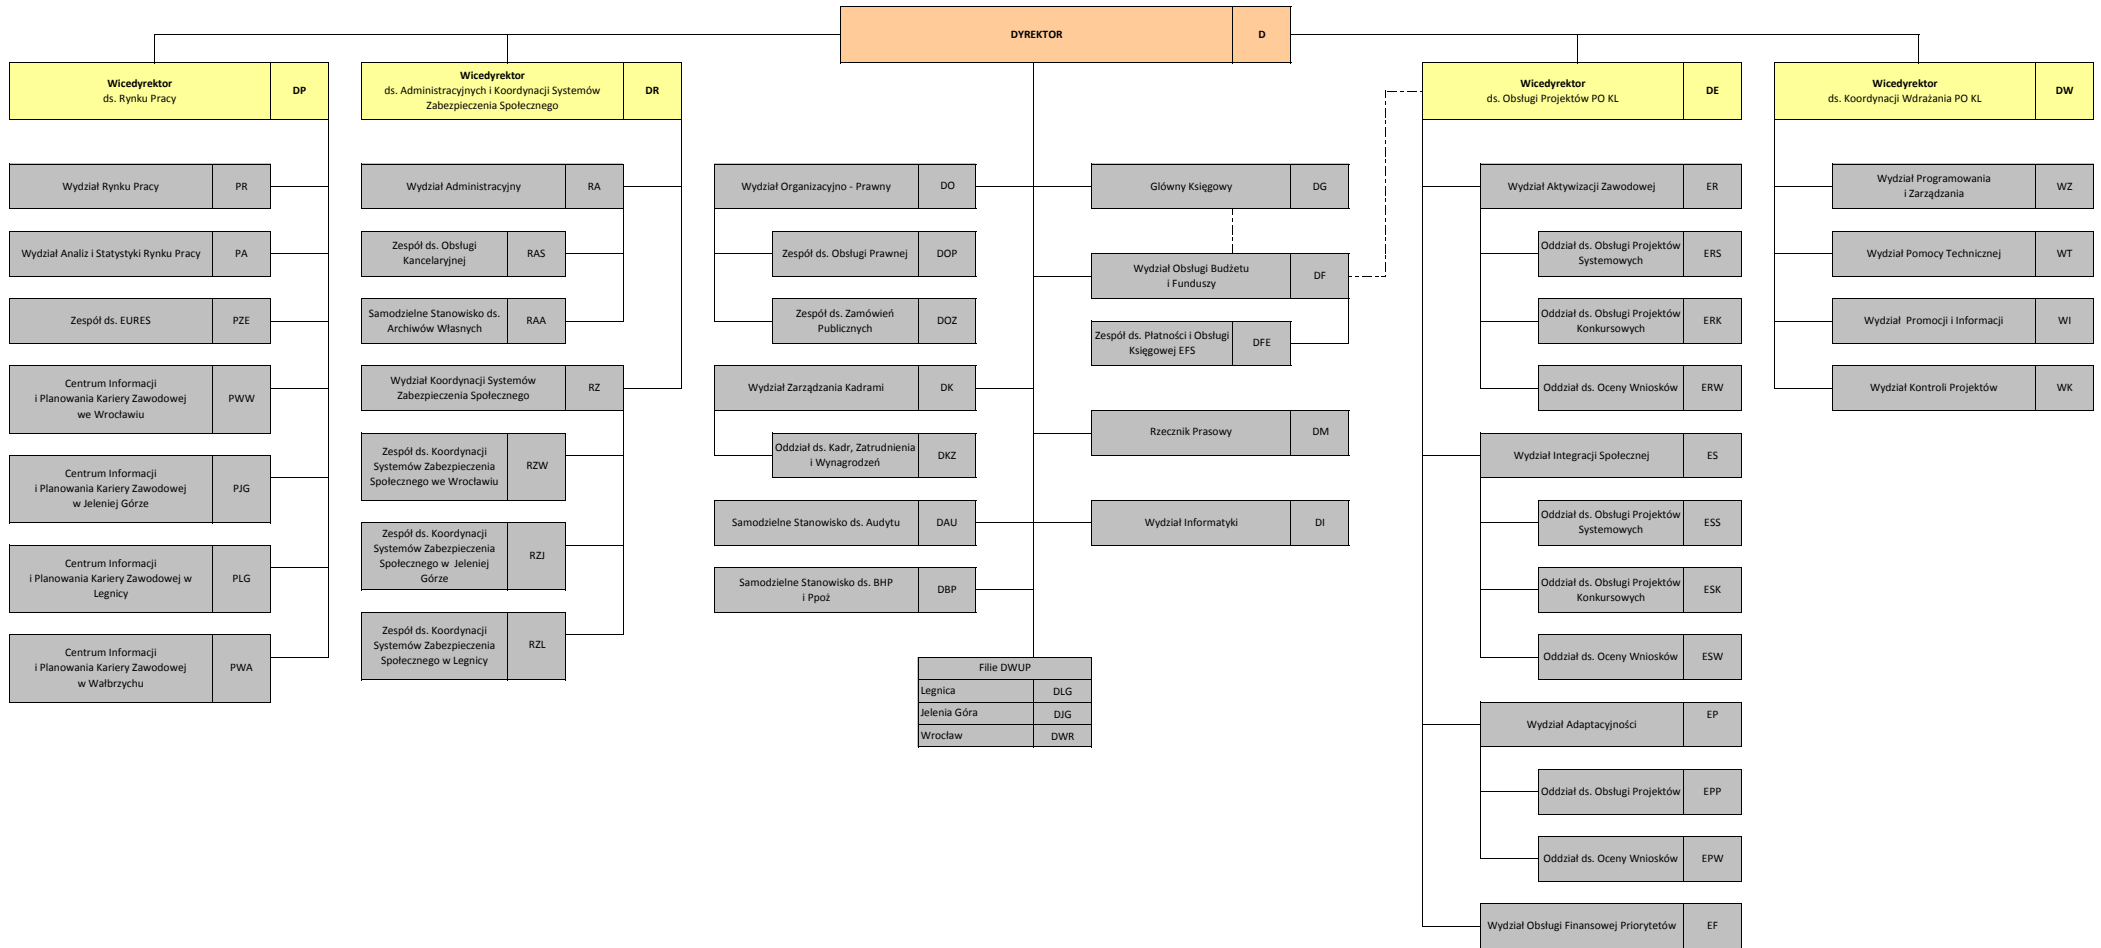 DYREKTOR
D
Wicedyrektor
ds. Rynku Pracy
DP
Wicedyrektor
ds. Administracyjnych i Koordynacji Systemów
Zabezpieczenia Społecznego
DR
Wicedyrektor
ds. Obsługi Projektów PO KL
DE
Wicedyrektor
ds. Koordynacji Wdrażania PO KL
DW
Wydział Rynku Pracy
PR
Wydział Analiz i Statystyki Rynku Pracy
PA
Zespół ds. EURES
PZE
Centrum Informacji
i Planowania Kariery Zawodowej
we Wrocławiu
PWW
Centrum Informacji
i Planowania Kariery Zawodowej
w Jeleniej Górze
PJG
Centrum Informacji
i Planowania Kariery Zawodowej w
Legnicy
PLG
Centrum Informacji
i Planowania Kariery Zawodowej
w Wałbrzychu
PWA
Wydział Administracyjny
RA
Zespół ds. Obsługi
Kancelaryjnej
RAS
Samodzielne Stanowisko ds.
Archiwów Własnych
RAA
Wydział Koordynacji Systemów
Zabezpieczenia Społecznego
RZ
Zespół ds. Koordynacji
Systemów Zabezpieczenia
Społecznego we Wrocławiu
RZW
Zespół ds. Koordynacji
Systemów Zabezpieczenia
Społecznego w Jeleniej
Górze
RZJ
Zespół ds. Koordynacji
Systemów Zabezpieczenia
Społecznego w Legnicy
RZL
Wydział Organizacyjno - Prawny
DO
Zespół ds. Obsługi Prawnej
DOP
Zespół ds. Zamówień
Publicznych
DOZ
Wydział Zarządzania Kadrami
DK
Oddział ds. Kadr, Zatrudnienia
i Wynagrodzeń
DKZ
Samodzielne Stanowisko ds. Audytu
DAU
Samodzielne Stanowisko ds. BHP
i Ppoż
DBP
Glówny Księgowy
DG
Wydział Obsługi Budżetu
i Funduszy
DF
Zespół ds. Płatności i Obsługi
Księgowej EFS
DFE
Rzecznik Prasowy
DM
Wydział Informatyki
DI
Filie DWUP
Legnica
DLG
Jelenia Góra
DJG
Wrocław
DWR
Wydział Aktywizacji Zawodowej
ER
Oddział ds. Obsługi Projektów
Systemowych
ERS
Oddział ds. Obsługi Projektów
Konkursowych
ERK
Oddział ds. Oceny Wniosków
ERW
Wydział Integracji Społecznej
ES
Oddział ds. Obsługi Projektów
Systemowych
ESS
Oddział ds. Obsługi Projektów
Konkursowych
ESK
Oddział ds. Oceny Wniosków
ESW
Wydział Adaptacyjności
EP
Oddział ds. Obsługi Projektów
EPP
Oddział ds. Oceny Wniosków
EPW
Wydział Obsługi Finansowej Priorytetów
EF
Wydział Programowania
i Zarządzania
WZ
Wydział Pomocy Technicznej
WT
Wydział Promocji i Informacji
WI
Wydział Kontroli Projektów
WK